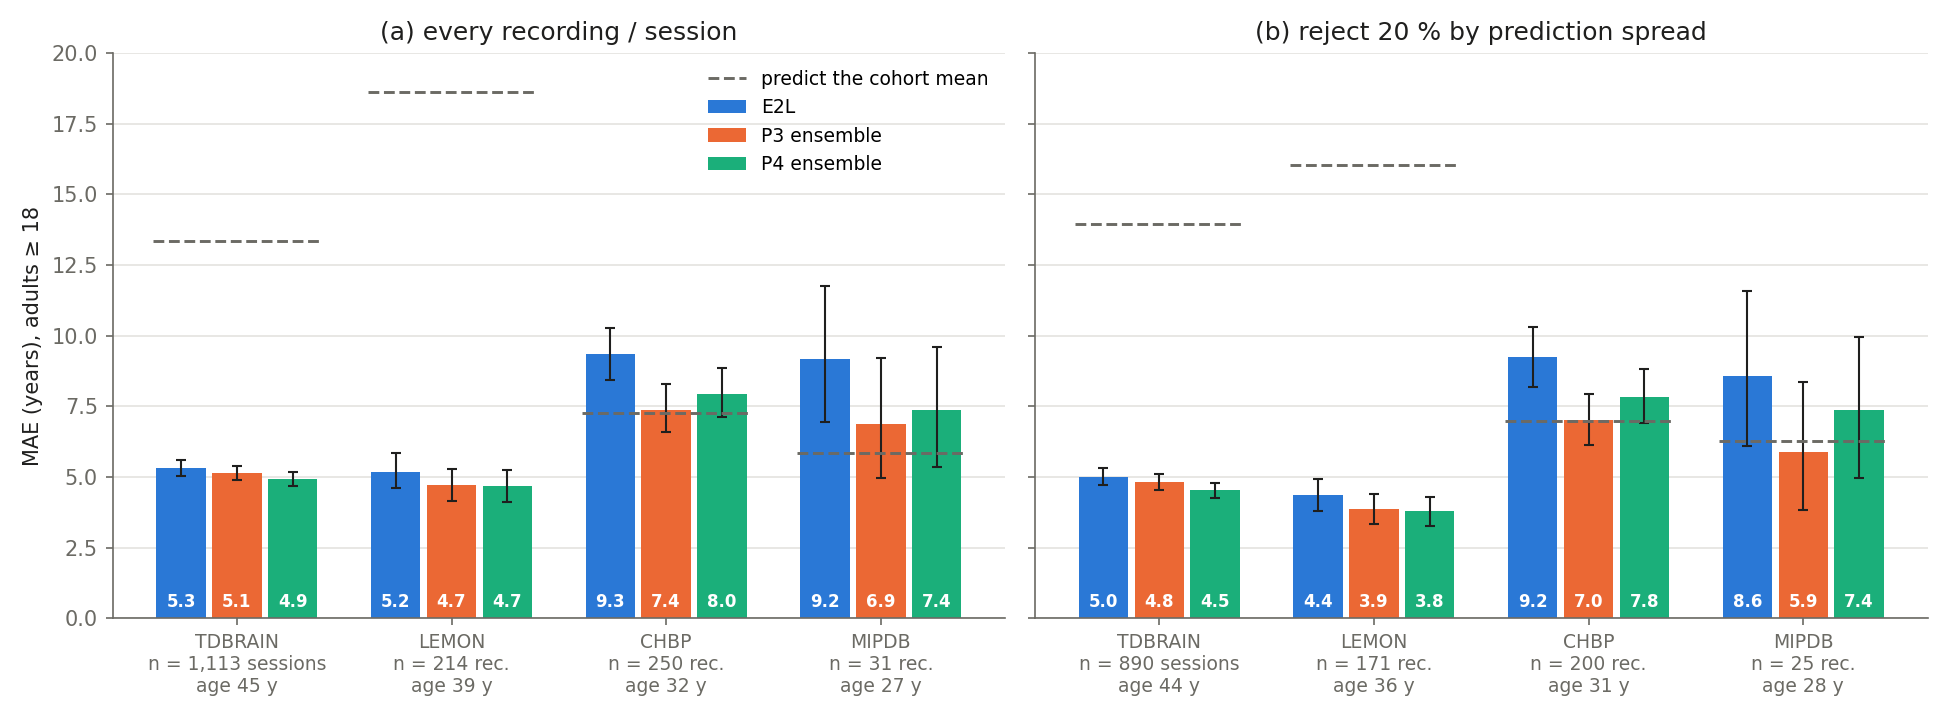 (a) every recording / session
(b) reject 20 % by prediction spread
MAE (years), adults ≥ 18
20.0
17.5
15.0
12.5
10.0
7.5
5.0
2.5
0.0
predict the cohort mean
E2L
P3 ensemble
P4 ensemble
5.3 5.1 4.9 5.2 4.7 4.7 9.3 7.4 8.0 9.2 6.9 7.4
TDBRAIN
n = 1,113 sessions
age 45 y
LEMON
n = 214 rec.
age 39 y
CHBP
n = 250 rec.
age 32 y
MIPDB
n = 31 rec.
age 27 y
5.0 4.8 4.5 4.4 3.9 3.8 9.2 7.0 7.8 8.6 5.9 7.4
TDBRAIN
n = 890 sessions
age 44 y
LEMON
n = 171 rec.
age 36 y
CHBP
n = 200 rec.
age 31 y
MIPDB
n = 25 rec.
age 28 y